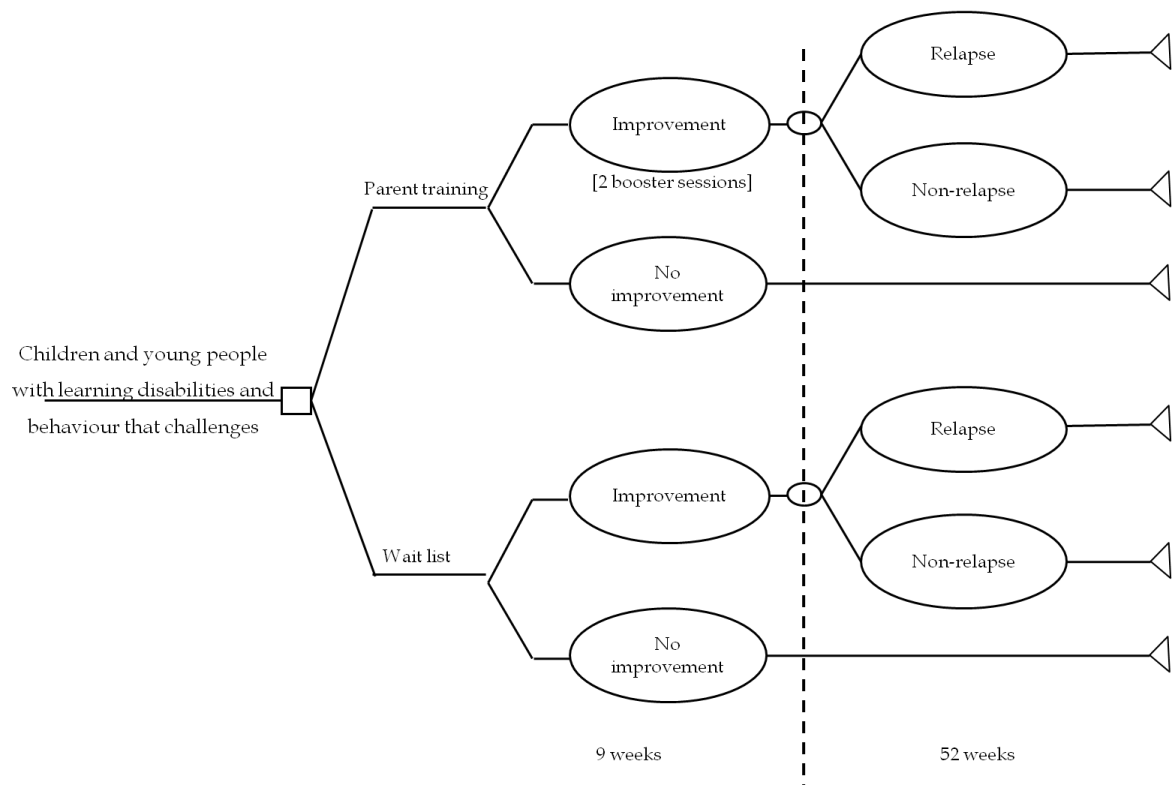 Relapse
Improvement
[2 booster sessions]
Parent training
Non-relapse
No
improvement
Children and young people
with learning disabilities and
behaviour that challenges
Relapse
Improvement
Wait list
Non-relapse
No
improvement
9 weeks
52 weeks